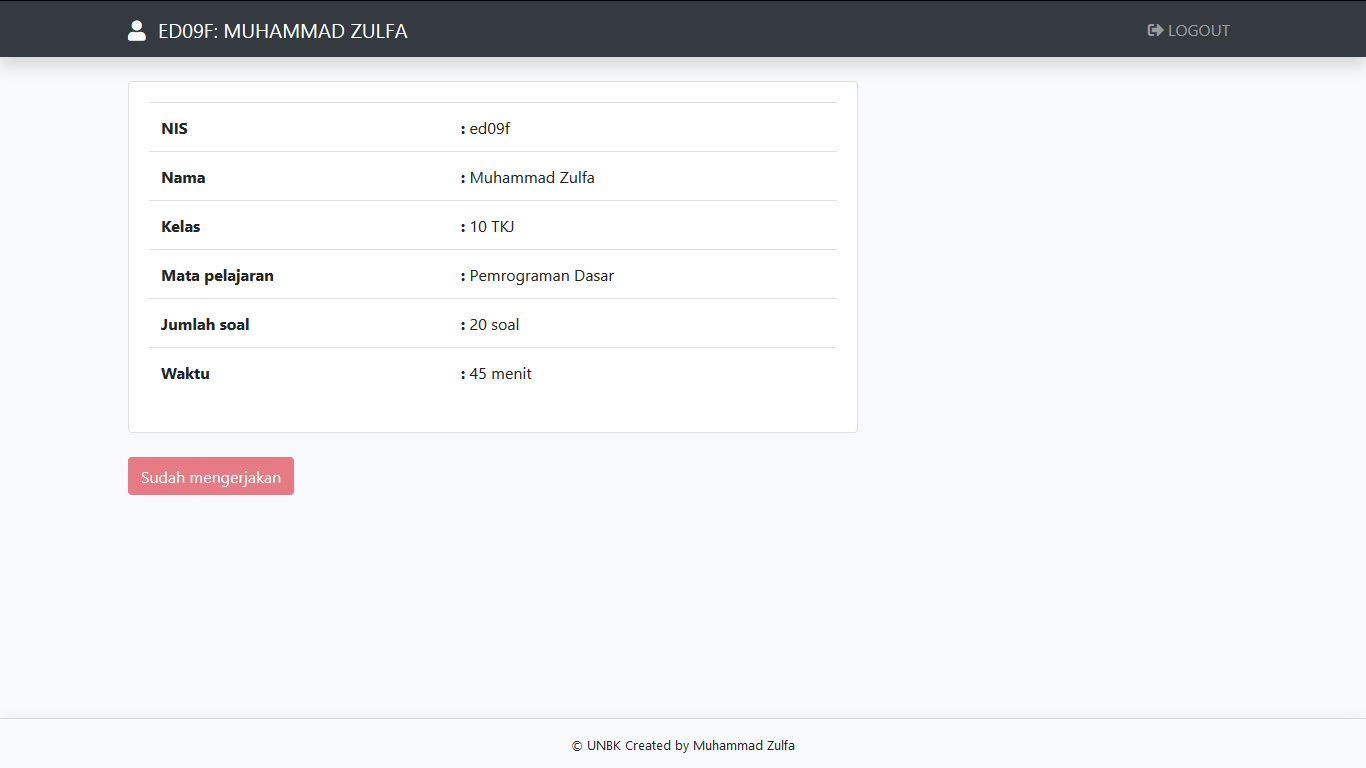 ED09F: MUHAMMAD ZULFA LOGOUT
NIS : ed09f
Nama : Muhammad Zulfa
Kelas : 10 TKJ
Mata pelajaran : Pemrograman Dasar
Jumlah soal : 20 soal
Waktu : 45 menit
Sudah mengerjakan
© UNBK Created by Muhammad Zulfa